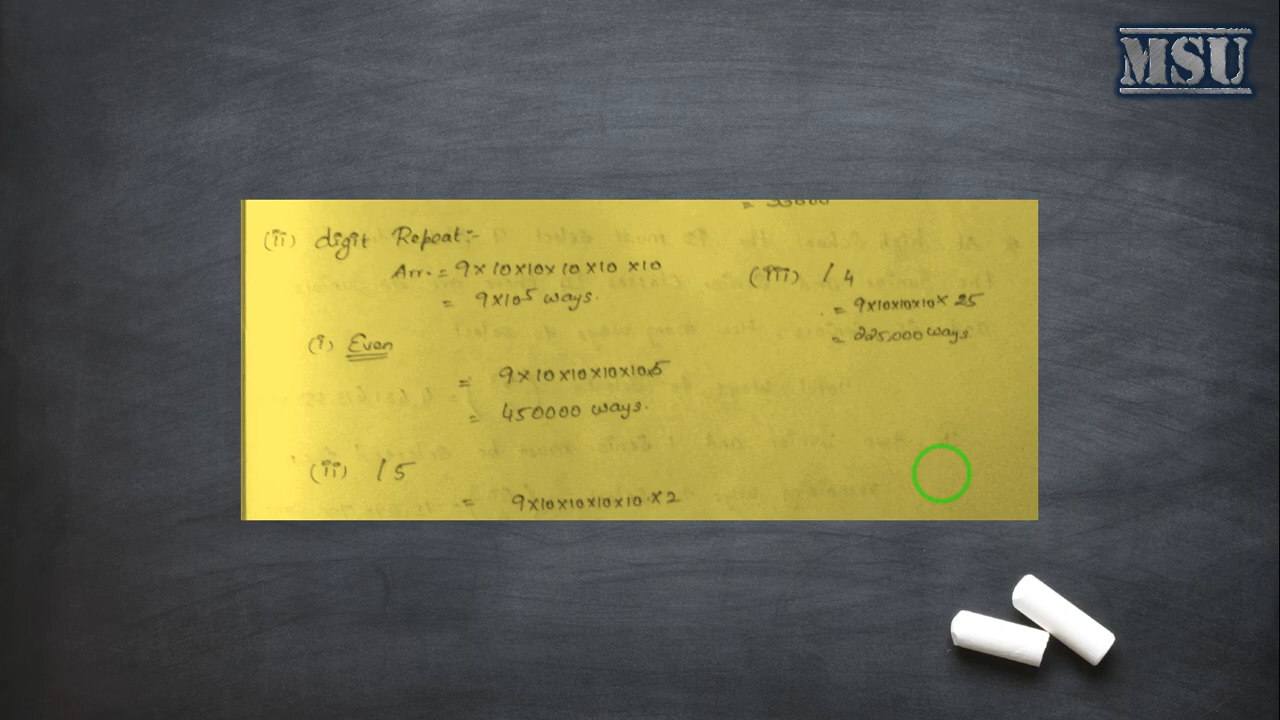 MSU
= 33000
(ii) digit Repeat:-
Arr. = 9×10×10×10×10×10
= 9×10⁵ ways.
(i) Even
= 9×10×10×10×10×5
= 450000 ways.
(ii) /5
= 9×10×10×10×10×2
(iii) /4
= 9×10×10×10×25
= 225,000 ways